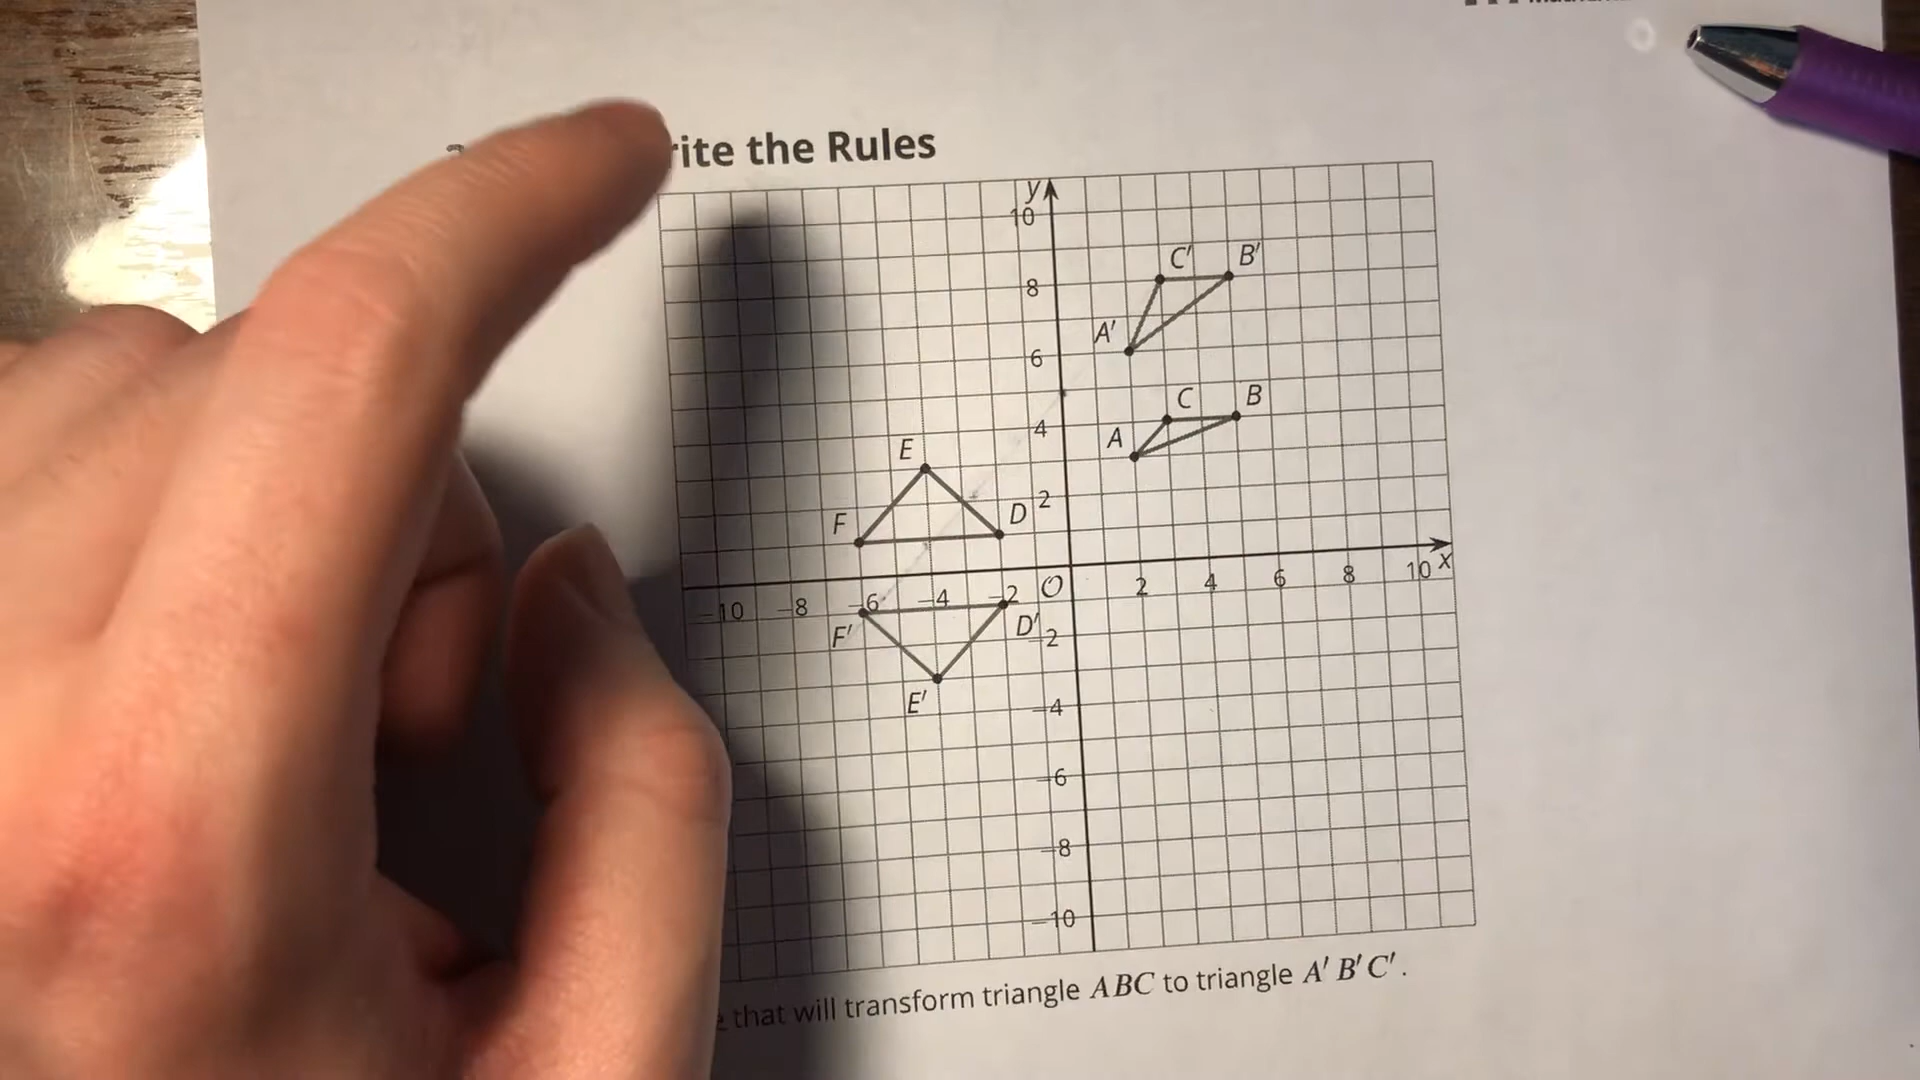 the Rules
y
10
C′ B′
8
A′
6
C B
4
A
E
2
F D
x
-10 -8 -6 -4 -2 O 2 4 6 8 10
F′ D′
-2
E′
-4
-6
-8
-10
that will transform triangle ABC to triangle A′ B′ C′.